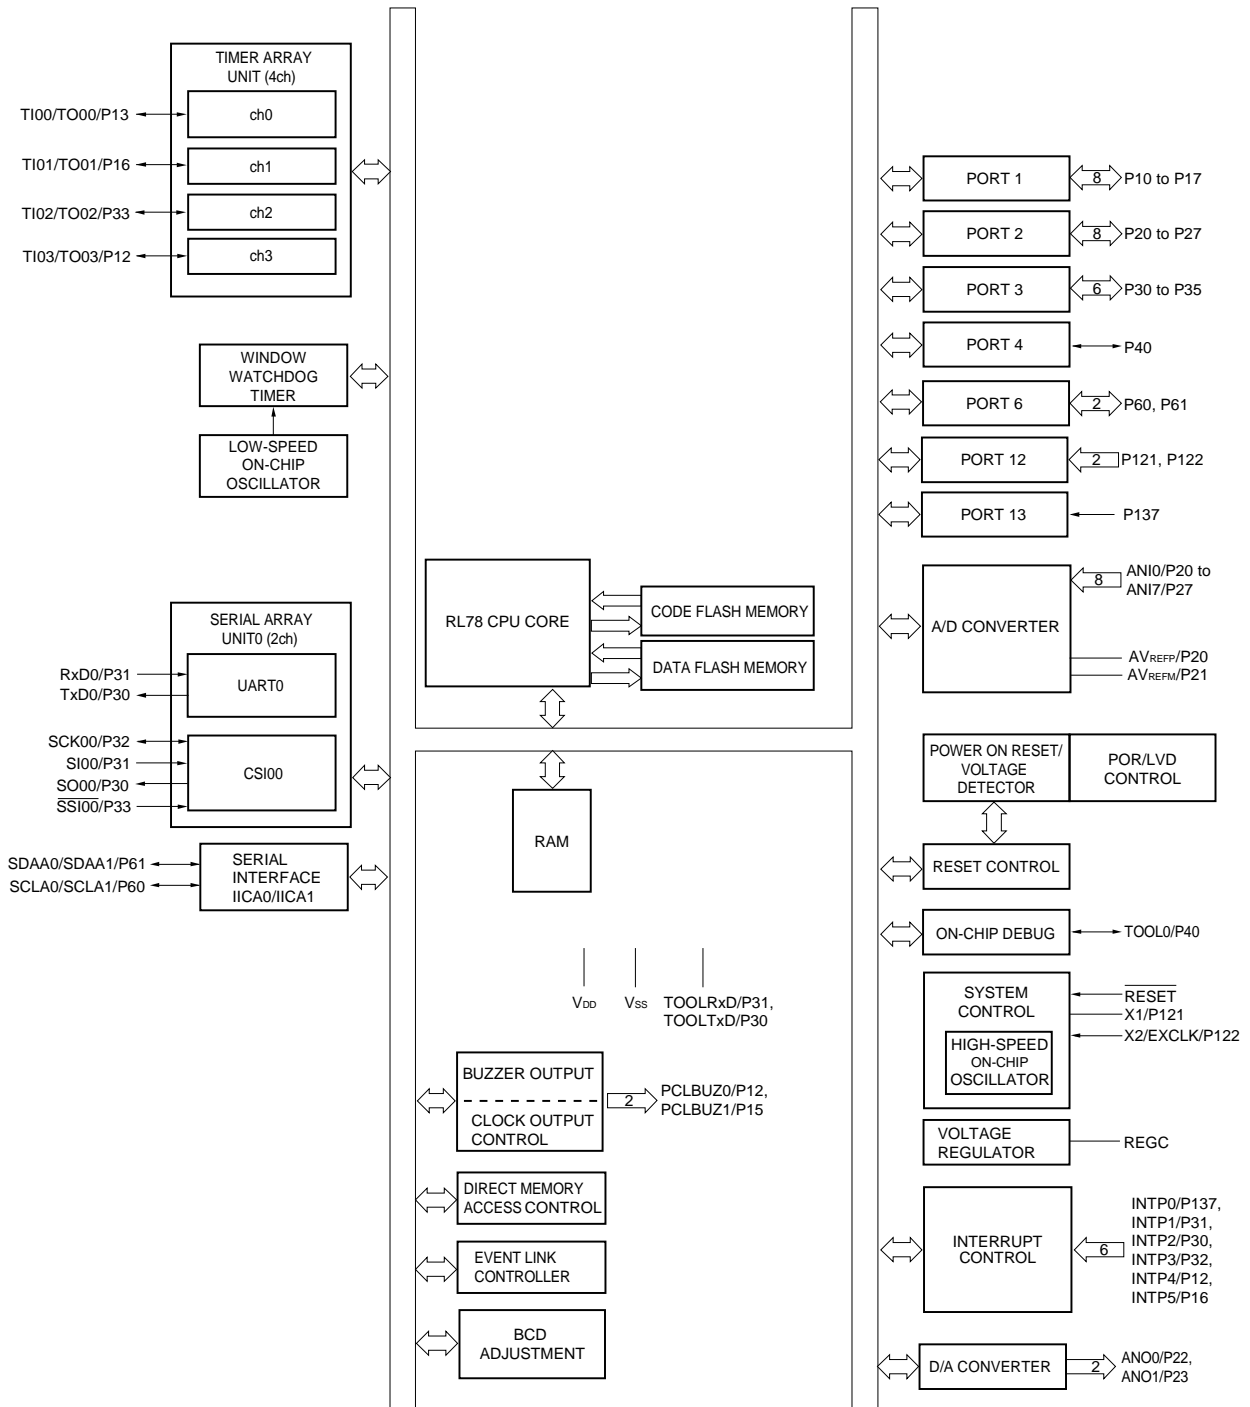 TIMER ARRAY
UNIT (4ch)
TI00/TO00/P13
ch0
TI01/TO01/P16
ch1
TI02/TO02/P33
ch2
TI03/TO03/P12
ch3
WINDOW
WATCHDOG
TIMER
LOW-SPEED
ON-CHIP
OSCILLATOR
SERIAL ARRAY
UNIT0 (2ch)
RxD0/P31
TxD0/P30
UART0
SCK00/P32
SI00/P31
SO00/P30
SSI00/P33
CSI00
SDAA0/SDAA1/P61
SCLA0/SCLA1/P60
SERIAL
INTERFACE
IICA0/IICA1
RL78 CPU CORE
CODE FLASH MEMORY
DATA FLASH MEMORY
RAM
VDD
VSS
TOOLRxD/P31,
TOOLTxD/P30
BUZZER OUTPUT
CLOCK OUTPUT
CONTROL
2
PCLBUZ0/P12,
PCLBUZ1/P15
DIRECT MEMORY
ACCESS CONTROL
EVENT LINK
CONTROLLER
BCD
ADJUSTMENT
PORT 1
8
P10 to P17
PORT 2
8
P20 to P27
PORT 3
6
P30 to P35
PORT 4
P40
PORT 6
2
P60, P61
PORT 12
2
P121, P122
PORT 13
P137
A/D CONVERTER
8
ANI0/P20 to
ANI7/P27
AVREFP/P20
AVREFM/P21
POWER ON RESET/
VOLTAGE
DETECTOR
POR/LVD
CONTROL
RESET CONTROL
ON-CHIP DEBUG
TOOL0/P40
SYSTEM
CONTROL
HIGH-SPEED
ON-CHIP
OSCILLATOR
RESET
X1/P121
X2/EXCLK/P122
VOLTAGE
REGULATOR
REGC
INTERRUPT
CONTROL
6
INTP0/P137,
INTP1/P31,
INTP2/P30,
INTP3/P32,
INTP4/P12,
INTP5/P16
D/A CONVERTER
2
ANO0/P22,
ANO1/P23